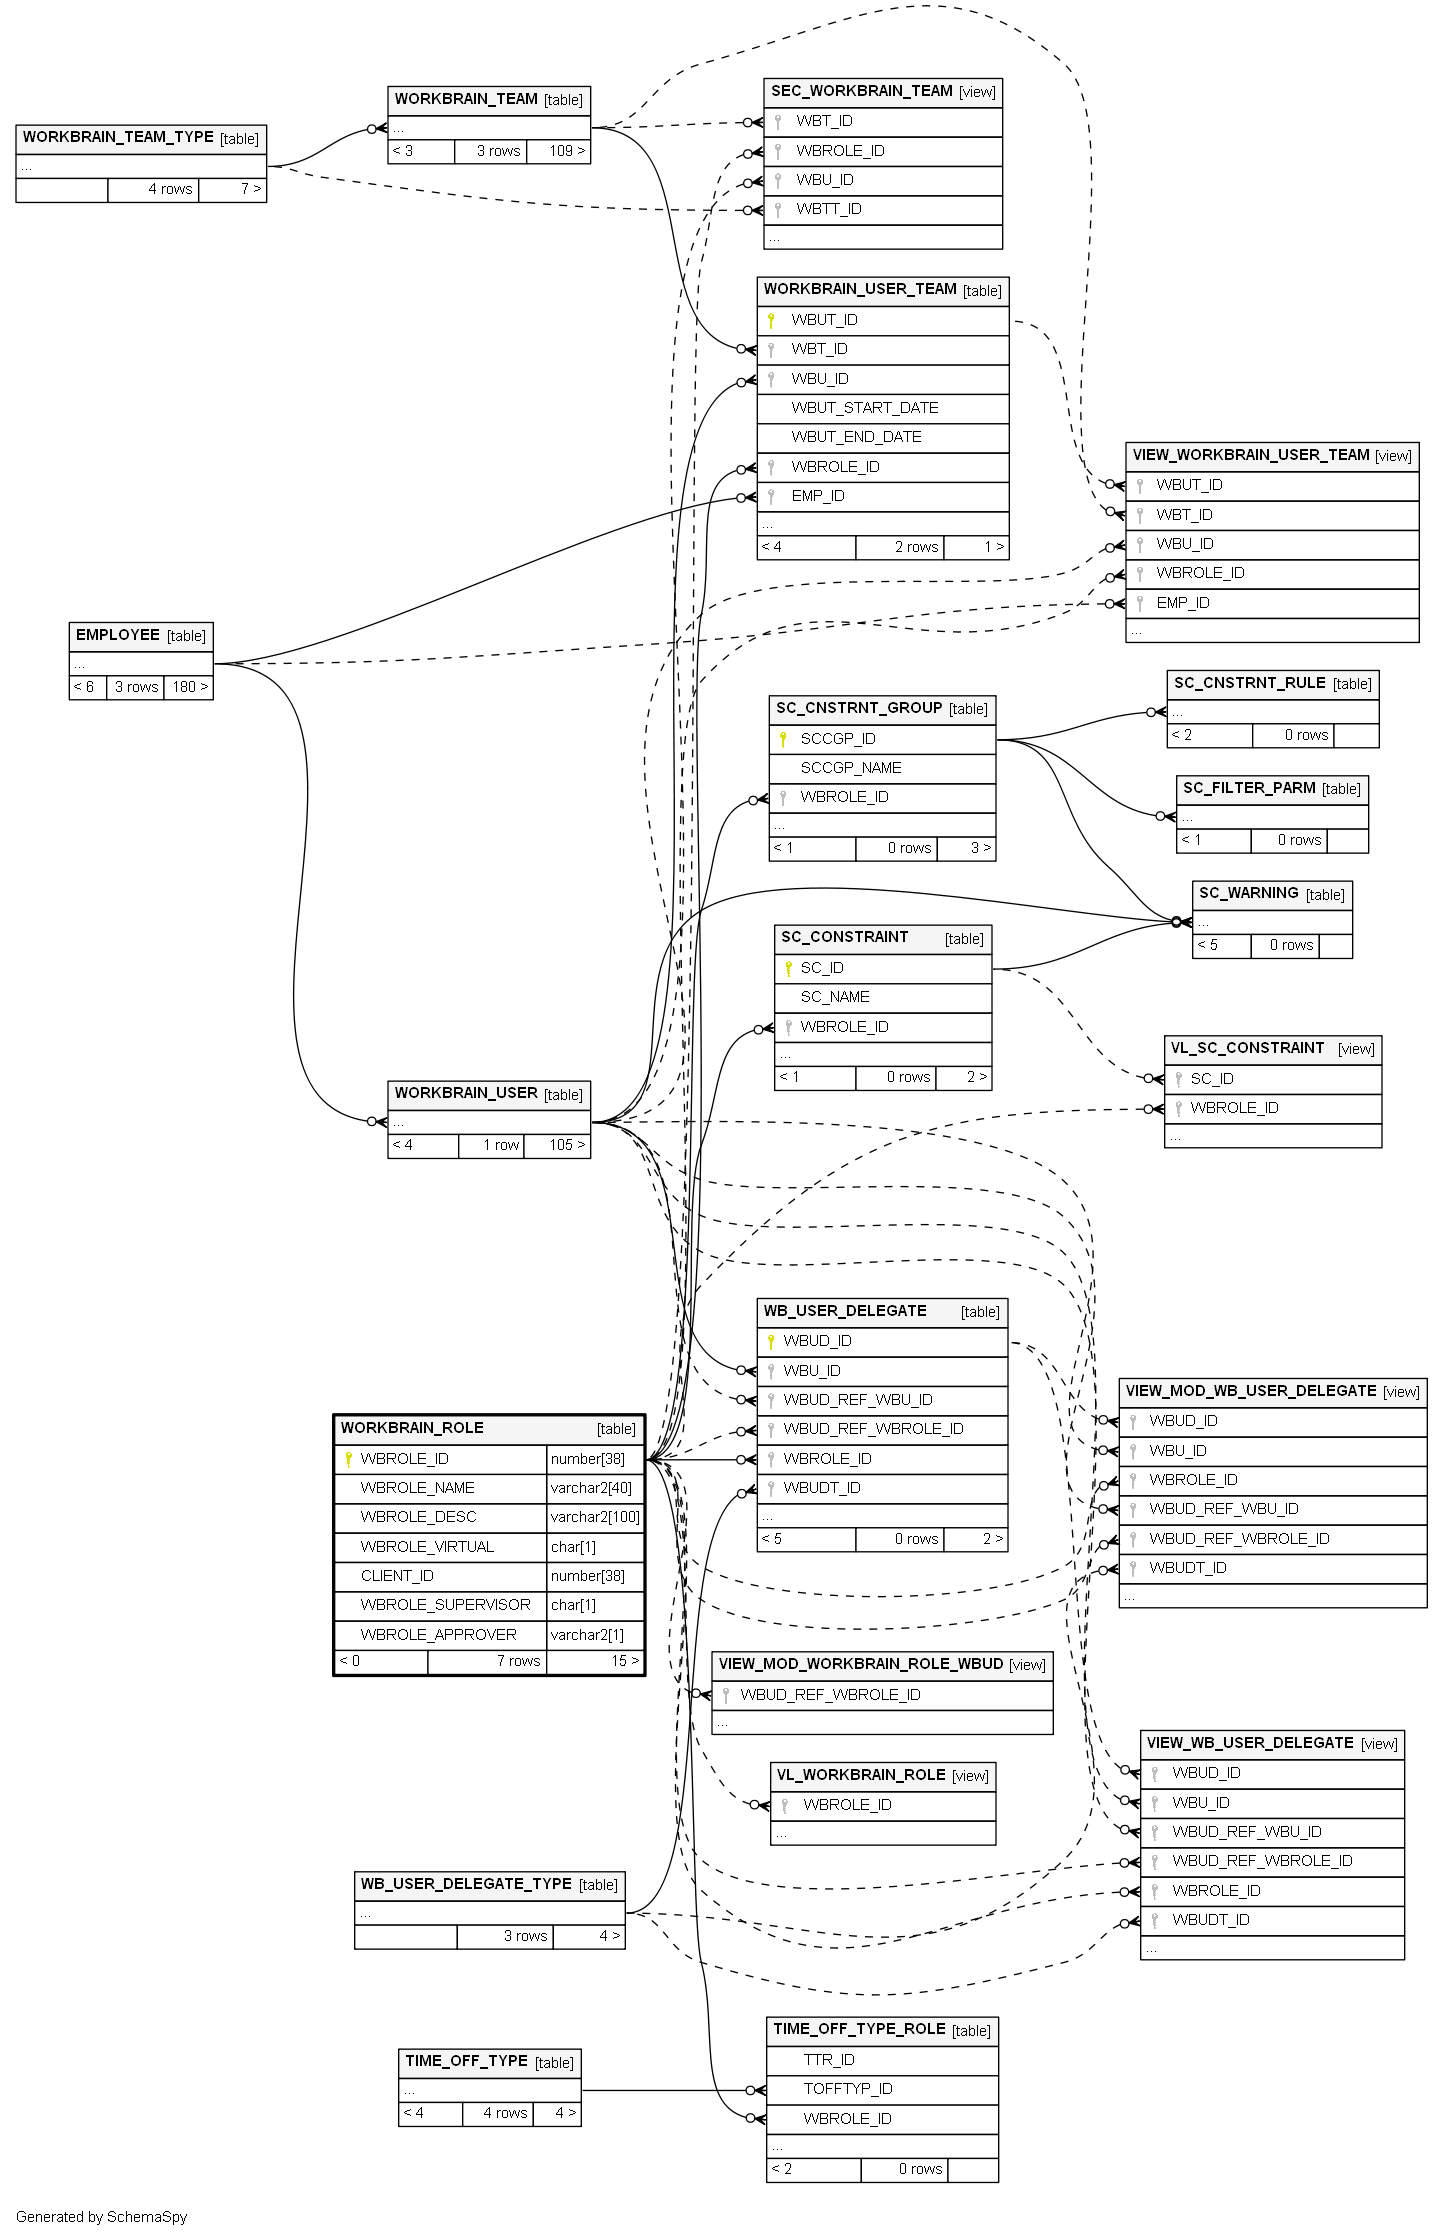 WORKBRAIN_TEAM_TYPE [table]
...
4 rows 7 >
WORKBRAIN_TEAM [table]
...
< 3 3 rows 109 >
SEC_WORKBRAIN_TEAM [view]
WBT_ID
WBROLE_ID
WBU_ID
WBTT_ID
...
WORKBRAIN_USER_TEAM [table]
WBUT_ID
WBT_ID
WBU_ID
WBUT_START_DATE
WBUT_END_DATE
WBROLE_ID
EMP_ID
...
< 4 2 rows 1 >
VIEW_WORKBRAIN_USER_TEAM [view]
WBUT_ID
WBT_ID
WBU_ID
WBROLE_ID
EMP_ID
...
EMPLOYEE [table]
...
< 6 3 rows 180 >
SC_CNSTRNT_GROUP [table]
SCCGP_ID
SCCGP_NAME
WBROLE_ID
...
< 1 0 rows 3 >
SC_CNSTRNT_RULE [table]
...
< 2 0 rows
SC_FILTER_PARM [table]
...
< 1 0 rows
SC_WARNING [table]
...
< 5 0 rows
SC_CONSTRAINT [table]
SC_ID
SC_NAME
WBROLE_ID
...
< 1 0 rows 2 >
VL_SC_CONSTRAINT [view]
SC_ID
WBROLE_ID
...
WORKBRAIN_USER [table]
...
< 4 1 row 105 >
WB_USER_DELEGATE [table]
WBUD_ID
WBU_ID
WBUD_REF_WBU_ID
WBUD_REF_WBROLE_ID
WBROLE_ID
WBUDT_ID
...
< 5 0 rows 2 >
VIEW_MOD_WB_USER_DELEGATE [view]
WBUD_ID
WBU_ID
WBROLE_ID
WBUD_REF_WBU_ID
WBUD_REF_WBROLE_ID
WBUDT_ID
...
WORKBRAIN_ROLE [table]
WBROLE_ID number[38]
WBROLE_NAME varchar2[40]
WBROLE_DESC varchar2[100]
WBROLE_VIRTUAL char[1]
CLIENT_ID number[38]
WBROLE_SUPERVISOR char[1]
WBROLE_APPROVER varchar2[1]
< 0 7 rows 15 >
VIEW_MOD_WORKBRAIN_ROLE_WBUD [view]
WBUD_REF_WBROLE_ID
...
VL_WORKBRAIN_ROLE [view]
WBROLE_ID
...
VIEW_WB_USER_DELEGATE [view]
WBUD_ID
WBU_ID
WBUD_REF_WBU_ID
WBUD_REF_WBROLE_ID
WBROLE_ID
WBUDT_ID
...
WB_USER_DELEGATE_TYPE [table]
...
3 rows 4 >
TIME_OFF_TYPE_ROLE [table]
TTR_ID
TOFFTYP_ID
WBROLE_ID
...
< 2 0 rows
TIME_OFF_TYPE [table]
...
< 4 4 rows 4 >
Generated by SchemaSpy